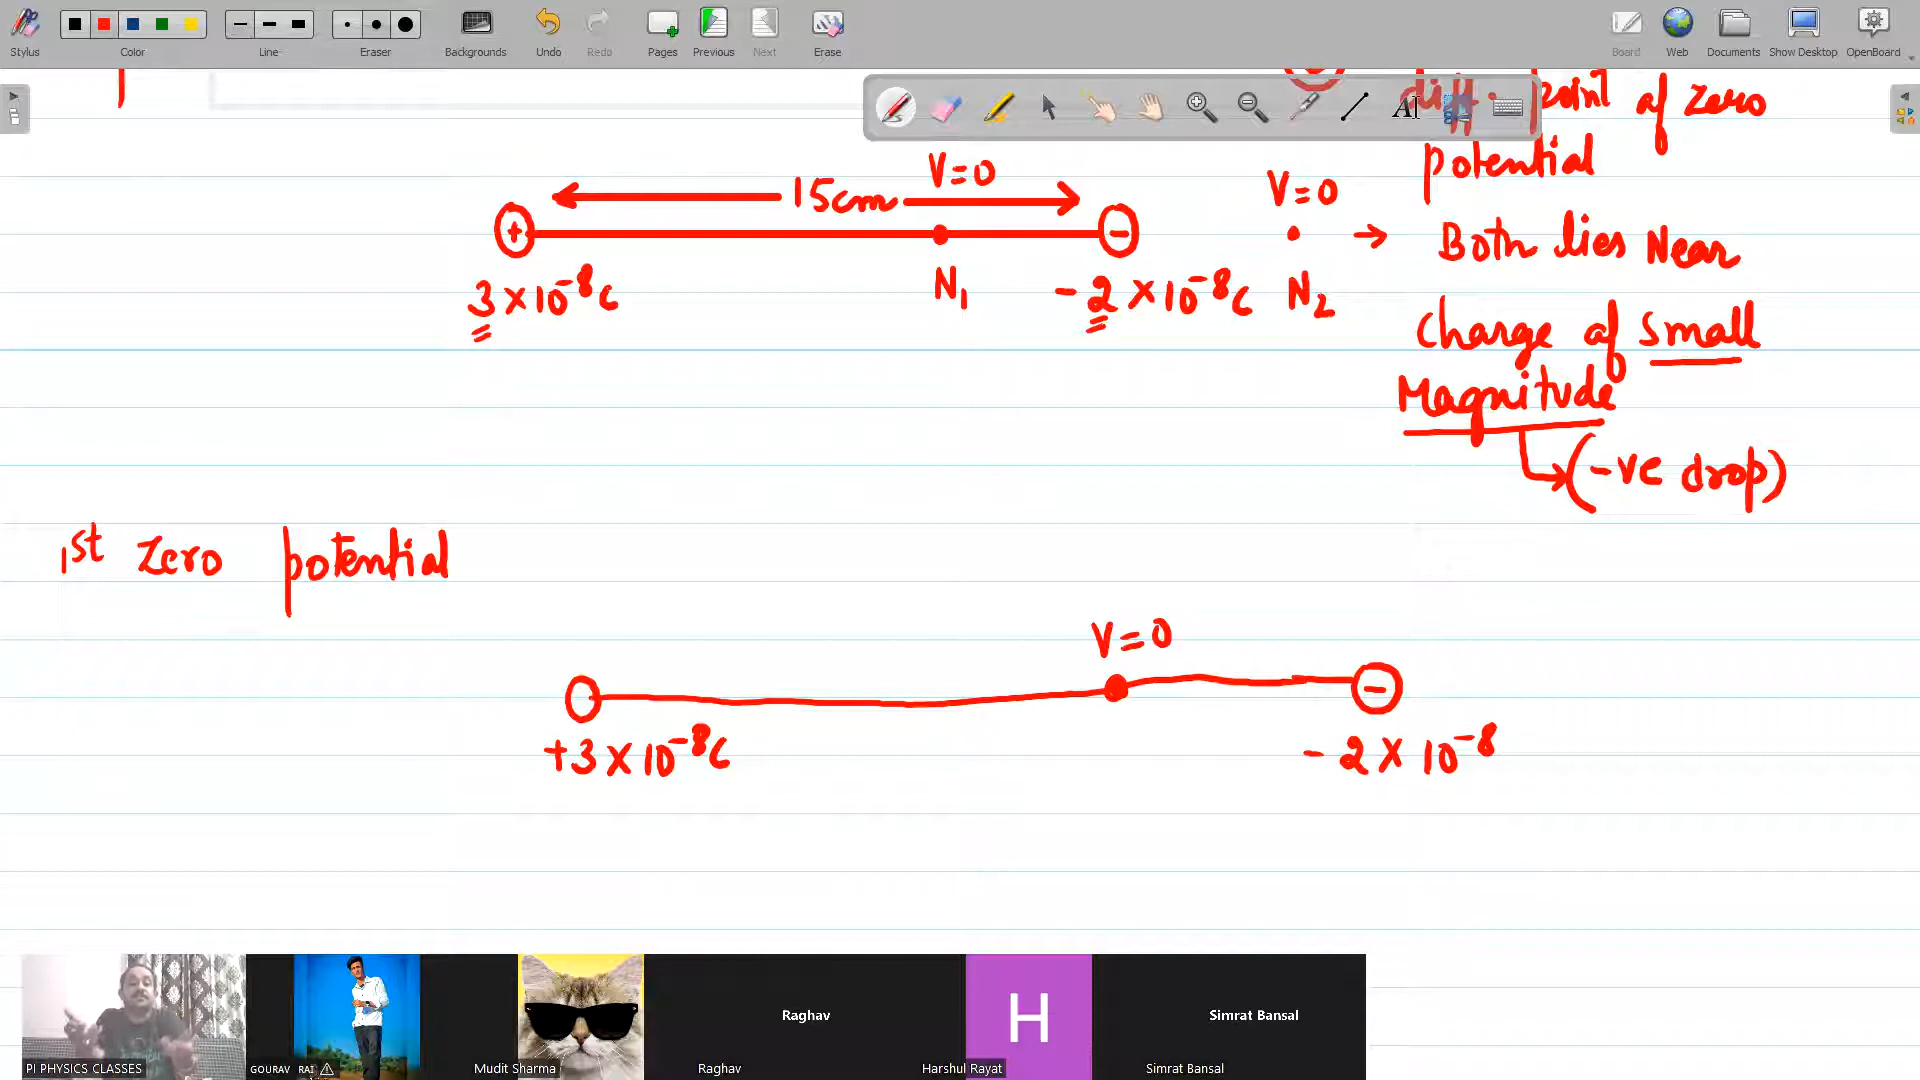 Stylus
Color
Line
Eraser
Backgrounds
Undo
Redo
Pages
Previous
Next
Erase
Board
Web
Documents
Show Desktop
OpenBoard
diff. point of zero
potential
V=0
V=0
15cm
+
−
→ Both lies Near
N₁
N₂
3×10⁻⁸C
-2×10⁻⁸C
Charge of Small
Magnitude
(-ve drop)
1st zero potential
V=0
−
+3×10⁻⁸C
-2×10⁻⁸
H
Raghav
Simrat Bansal
PI PHYSICS CLASSES
GOURAV RAI
Mudit Sharma
Raghav
Harshul Rayat
Simrat Bansal